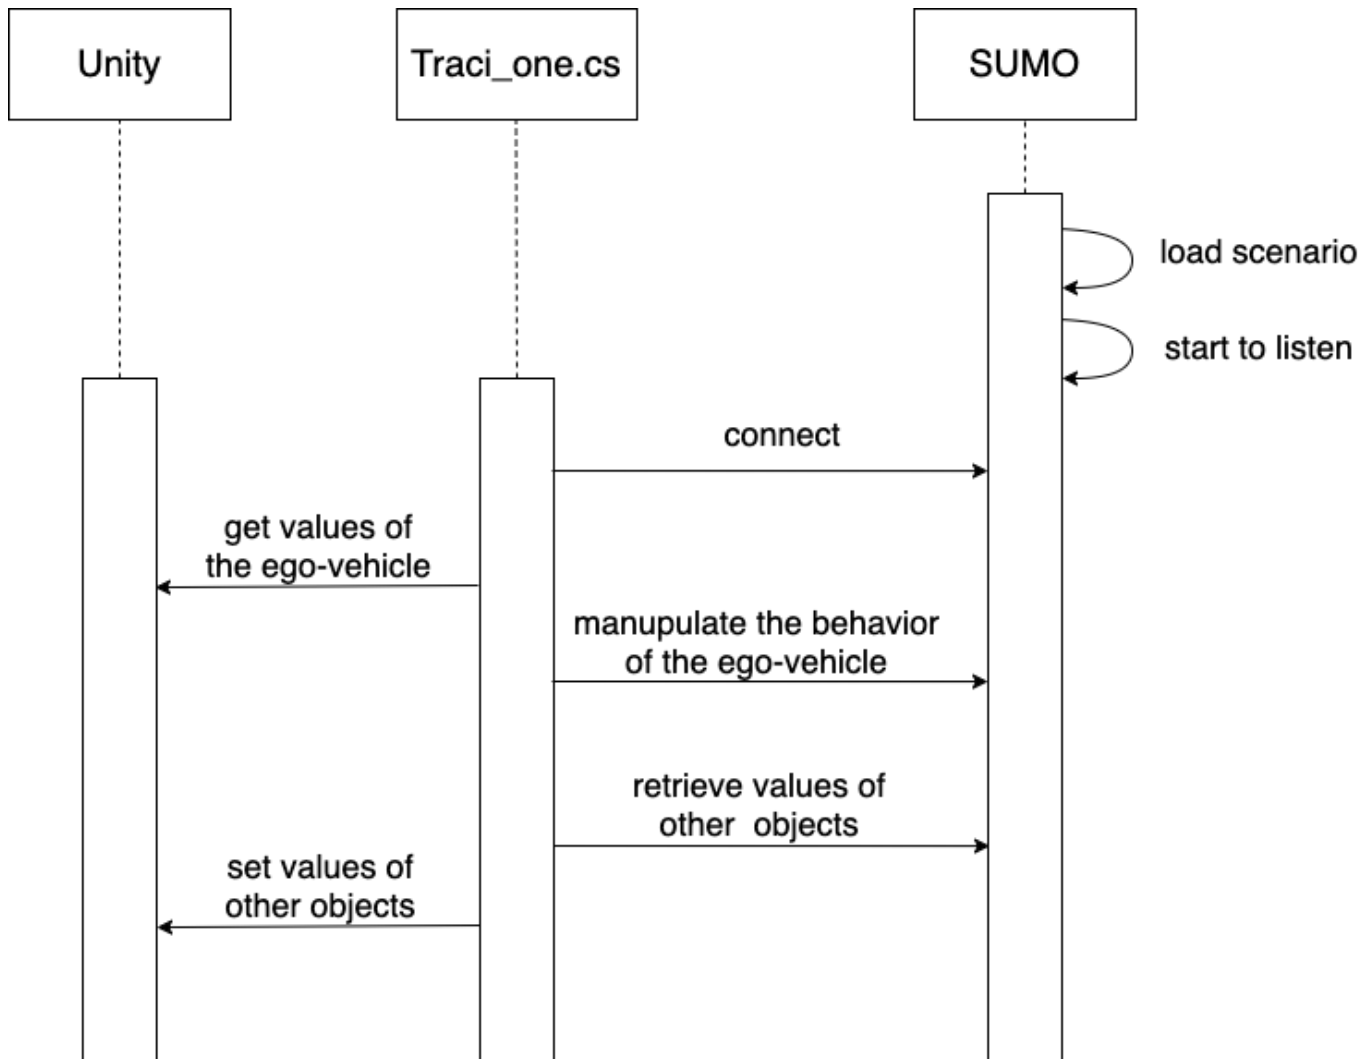 Unity
Traci_one.cs
SUMO
load scenario
start to listen
connect
get values of
the ego-vehicle
manupulate the behavior
of the ego-vehicle
retrieve values of
other objects
set values of
other objects